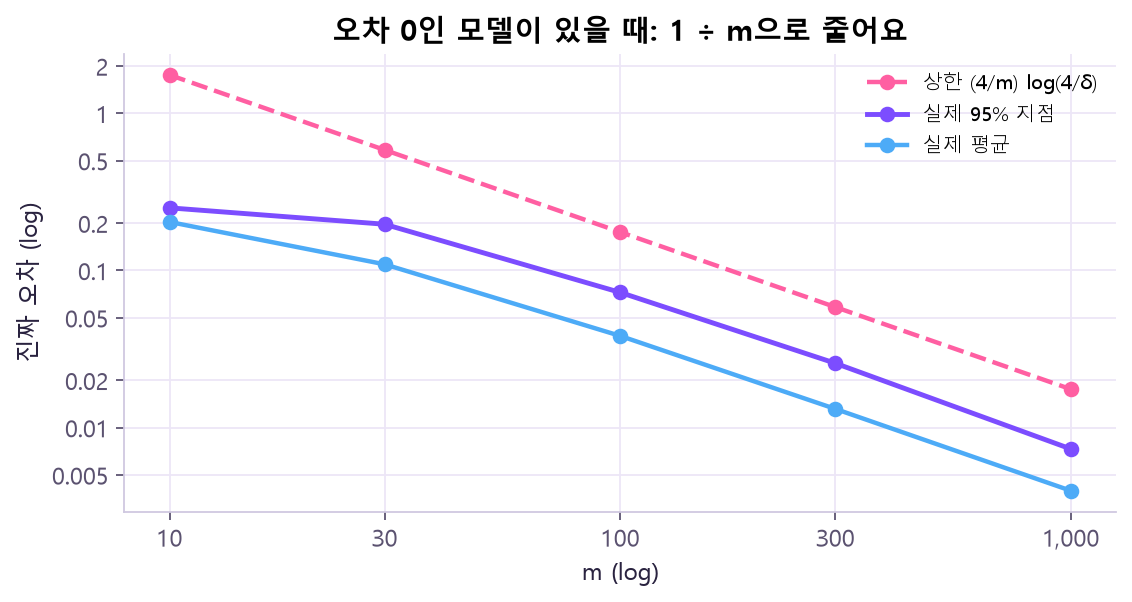 오차 0인 모델이 있을 때: 1 ÷ m으로 줄어요
상한 (4/m) log(4/δ)
실제 95% 지점
실제 평균
진짜 오차 (log)
2
1
0.5
0.2
0.1
0.05
0.02
0.01
0.005
10
30
100
300
1,000
m (log)